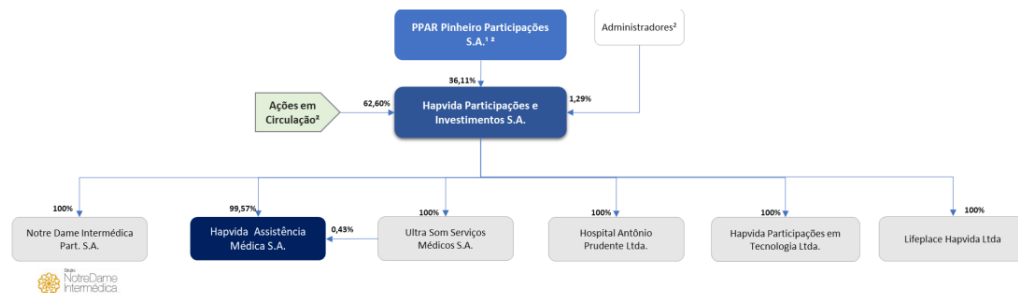 PPAR Pinheiro Participações
S.A.¹ ²
Administradores²
36,11%
Ações em
Circulação²
62,60%
Hapvida Participações e
Investimentos S.A.
1,29%
100%
99,57%
100%
100%
100%
100%
Notre Dame Intermédica
Part. S.A.
Hapvida Assistência
Médica S.A.
0,43%
Ultra Som Serviços
Médicos S.A.
Hospital Antônio
Prudente Ltda.
Hapvida Participações em
Tecnologia Ltda.
Lifeplace Hapvida Ltda
Grupo
NotreDame
Intermédica